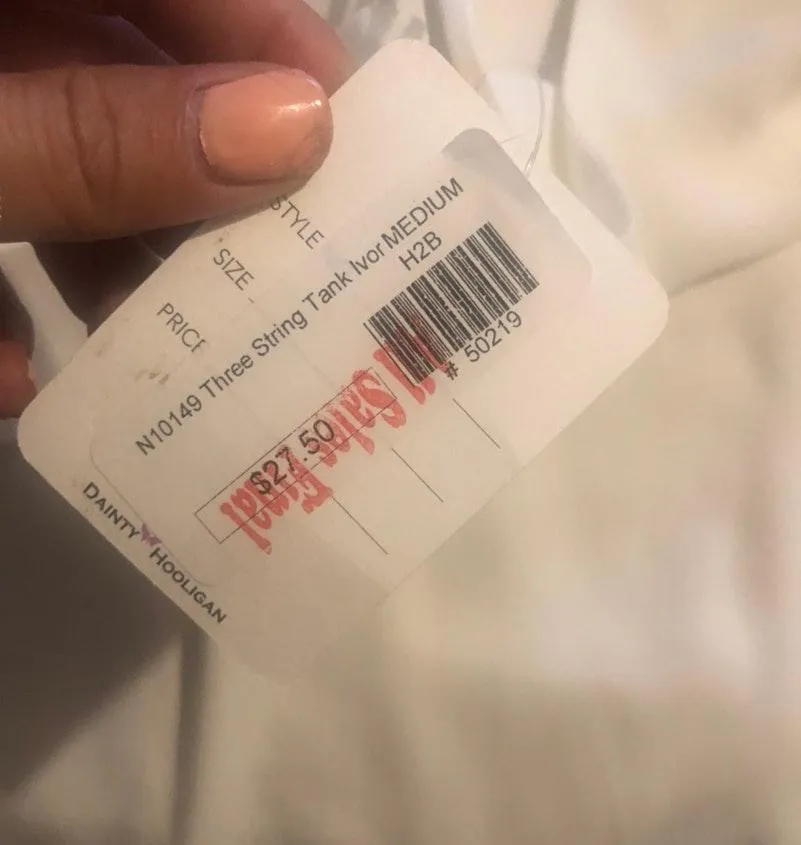 STYLE
SIZE
PRICE
N10149 Three String Tank Ivor MEDIUM
H2B
# 50219
$27.50
All Sales Final
DAINTY HOOLIGAN